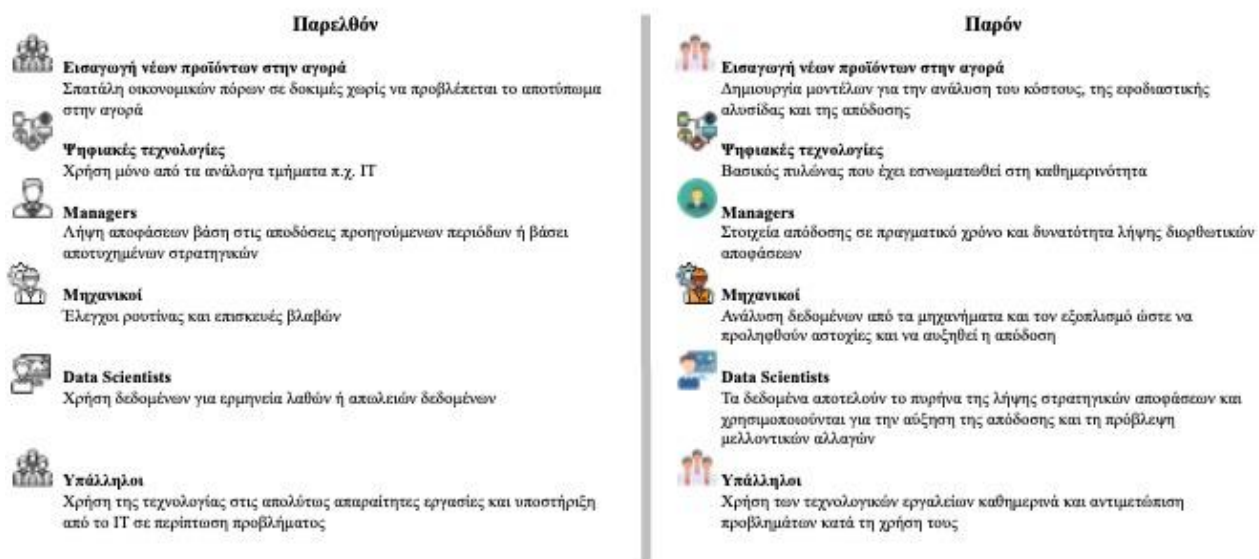 Παρελθόν
Εισαγωγή νέων προϊόντων στην αγορά
Σπατάλη οικονομικών πόρων σε δοκιμές χωρίς να προβλέπεται το αποτύπωμα
στην αγορά
Ψηφιακές τεχνολογίες
Χρήση μόνο από τα ανάλογα τμήματα π.χ. IT
Managers
Λήψη αποφάσεων βάση στις αποδόσεις προηγούμενων περιόδων ή βάσει
αποτυχημένων στρατηγικών
Μηχανικοί
Έλεγχοι ρουτίνας και επισκευές βλαβών
Data Scientists
Χρήση δεδομένων για ερμηνεία λαθών ή απωλειών δεδομένων
Υπάλληλοι
Χρήση της τεχνολογίας στις απολύτως απαραίτητες εργασίες και υποστήριξη
από το IT σε περίπτωση προβλήματος
Παρόν
Εισαγωγή νέων προϊόντων στην αγορά
Δημιουργία μοντέλων για την ανάλυση του κόστους, της εφοδιαστικής
αλυσίδας και της απόδοσης
Ψηφιακές τεχνολογίες
Βασικός πυλώνας που έχει εσνωματωθεί στη καθημερινότητα
Managers
Στοιχεία απόδοσης σε πραγματικό χρόνο και δυνατότητα λήψης διορθωτικών
αποφάσεων
Μηχανικοί
Ανάλυση δεδομένων από τα μηχανήματα και τον εξοπλισμό ώστε να
προληφθούν αστοχίες και να αυξηθεί η απόδοση
Data Scientists
Τα δεδομένα αποτελούν το πυρήνα της λήψης στρατηγικών αποφάσεων και
χρησιμοποιούνται για την αύξηση της απόδοσης και τη πρόβλεψη
μελλοντικών αλλαγών
Υπάλληλοι
Χρήση των τεχνολογικών εργαλείων καθημερινά και αντιμετώπιση
προβλημάτων κατά τη χρήση τους